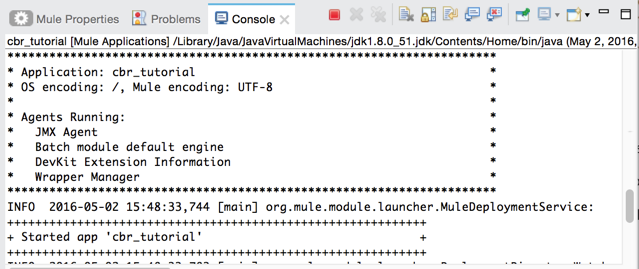 Mule Properties Problems Console
cbr_tutorial [Mule Applications] /Library/Java/JavaVirtualMachines/jdk1.8.0_51.jdk/Contents/Home/bin/java (May 2, 2016,
**********************************************************************
* Application: cbr_tutorial *
* OS encoding: /, Mule encoding: UTF-8 *
* *
* Agents Running: *
* JMX Agent *
* Batch module default engine *
* DevKit Extension Information *
* Wrapper Manager *
**********************************************************************
INFO 2016-05-02 15:48:33,744 [main] org.mule.module.launcher.MuleDeploymentService:
++++++++++++++++++++++++++++++++++++++++++++++++++++++++++++
+ Started app 'cbr_tutorial' +
++++++++++++++++++++++++++++++++++++++++++++++++++++++++++++